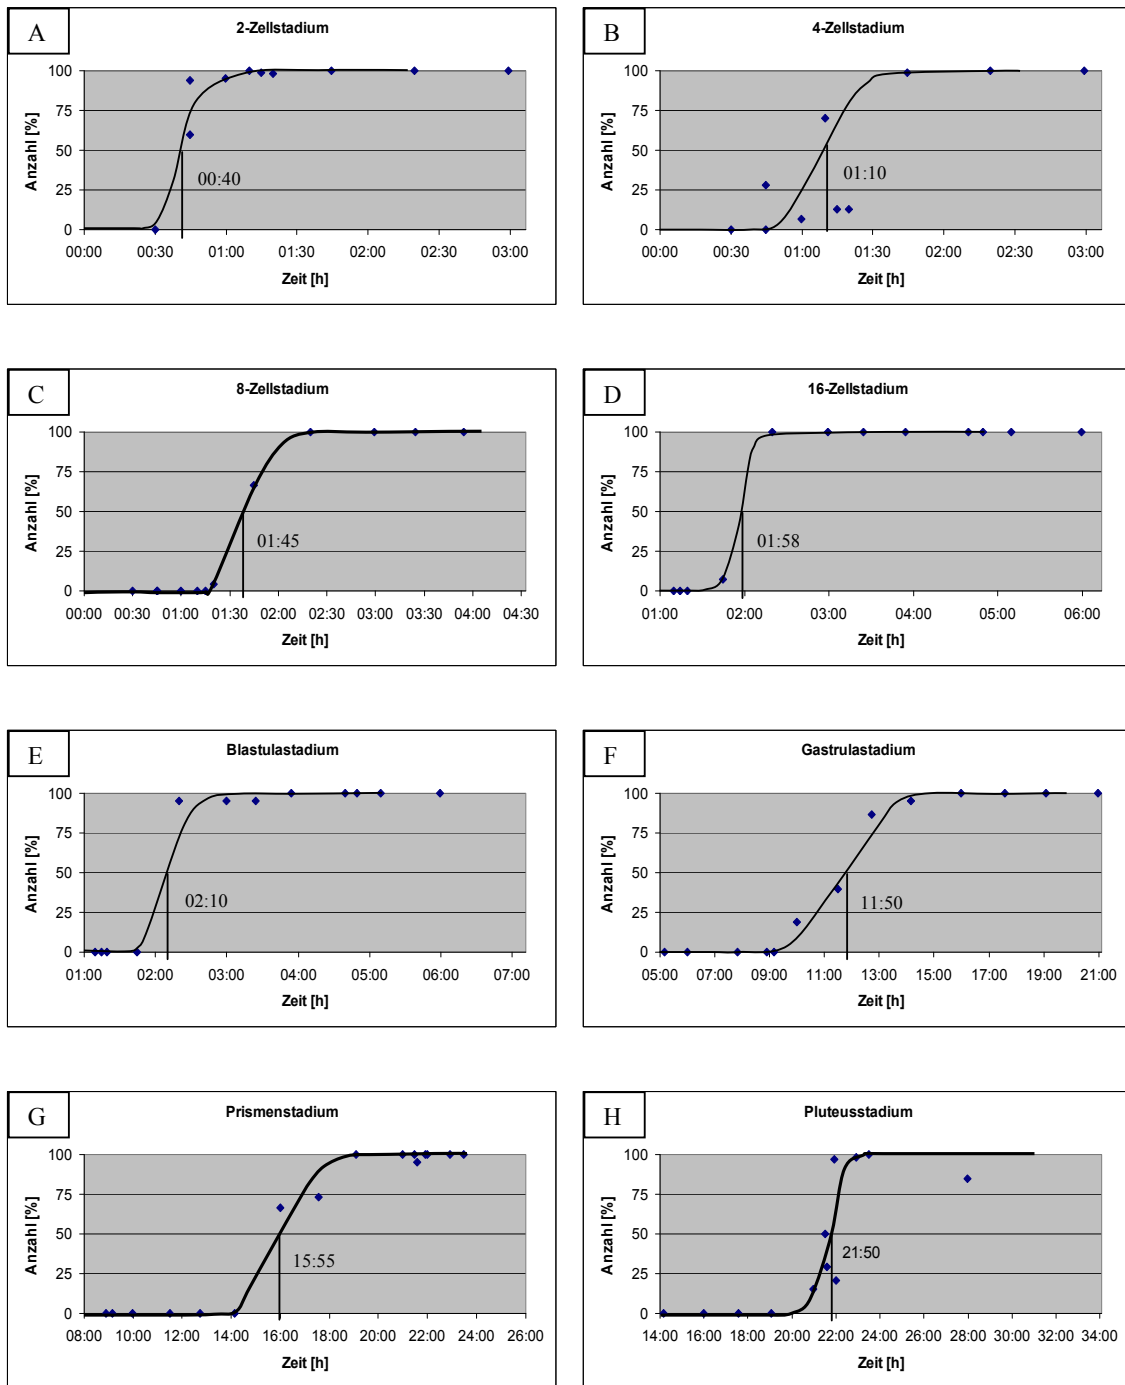 A
2-Zellstadium
Anzahl [%]
100
75
50
25
0
00:40
00:00 00:30 01:00 01:30 02:00 02:30 03:00
Zeit [h]
B
4-Zellstadium
Anzahl [%]
100
75
50
25
0
01:10
00:00 00:30 01:00 01:30 02:00 02:30 03:00
Zeit [h]
C
8-Zellstadium
Anzahl [%]
100
75
50
25
0
01:45
00:00 00:30 01:00 01:30 02:00 02:30 03:00 03:30 04:00 04:30
Zeit [h]
D
16-Zellstadium
Anzahl [%]
100
75
50
25
0
01:58
01:00 02:00 03:00 04:00 05:00 06:00
Zeit [h]
E
Blastulastadium
Anzahl [%]
100
75
50
25
0
02:10
01:00 02:00 03:00 04:00 05:00 06:00 07:00
Zeit [h]
F
Gastrulastadium
Anzahl [%]
100
75
50
25
0
11:50
05:00 07:00 09:00 11:00 13:00 15:00 17:00 19:00 21:00
Zeit [h]
G
Prismenstadium
Anzahl [%]
100
75
50
25
0
15:55
08:00 10:00 12:00 14:00 16:00 18:00 20:00 22:00 24:00 26:00
Zeit [h]
H
Pluteusstadium
Anzahl [%]
100
75
50
25
0
21:50
14:00 16:00 18:00 20:00 22:00 24:00 26:00 28:00 30:00 32:00 34:00
Zeit [h]